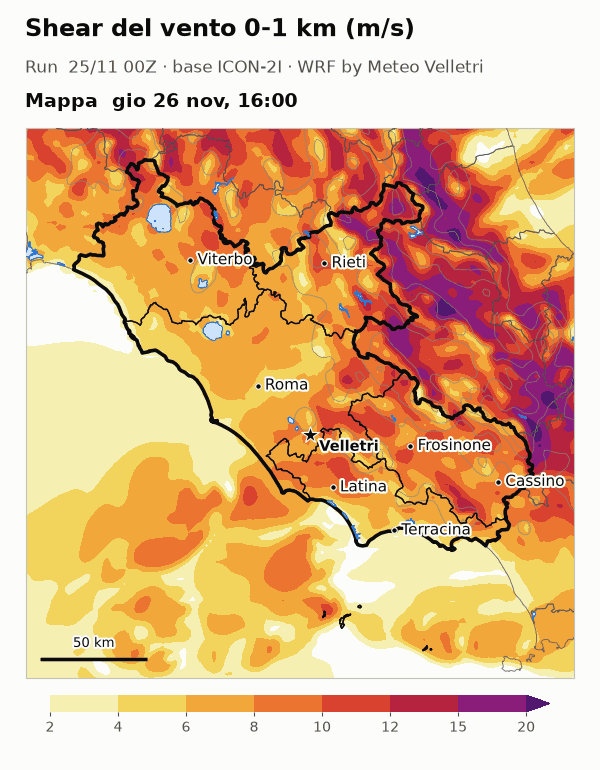 Shear del vento 0-1 km (m/s)
Run  25/11 00Z · base ICON-2I · WRF by Meteo Velletri
Mappa  gio 26 nov, 16:00
Viterbo
Rieti
Roma
Velletri
Frosinone
Latina
Cassino
Terracina
50 km
2 4 6 8 10 12 15 20